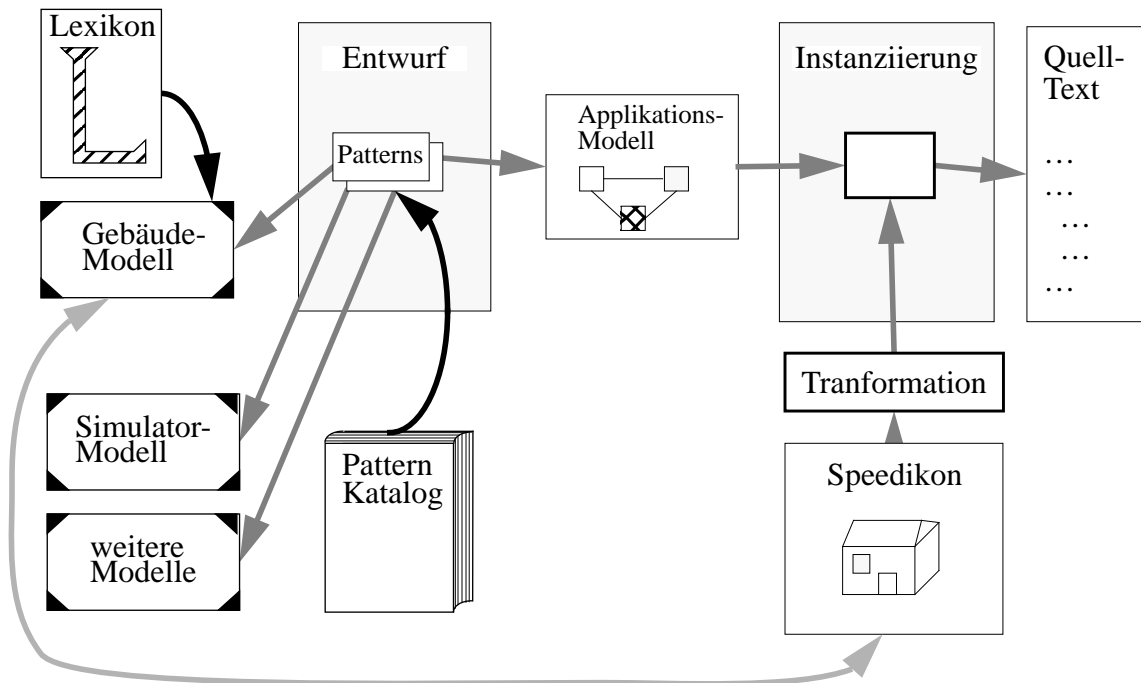 Lexikon
Entwurf
Instanziierung
Quell-
Text
Applikations-
Modell
Patterns
…
…
…
…
…
Gebäude-
Modell
Tranformation
Simulator-
Modell
Pattern
Katalog
Speedikon
weitere
Modelle